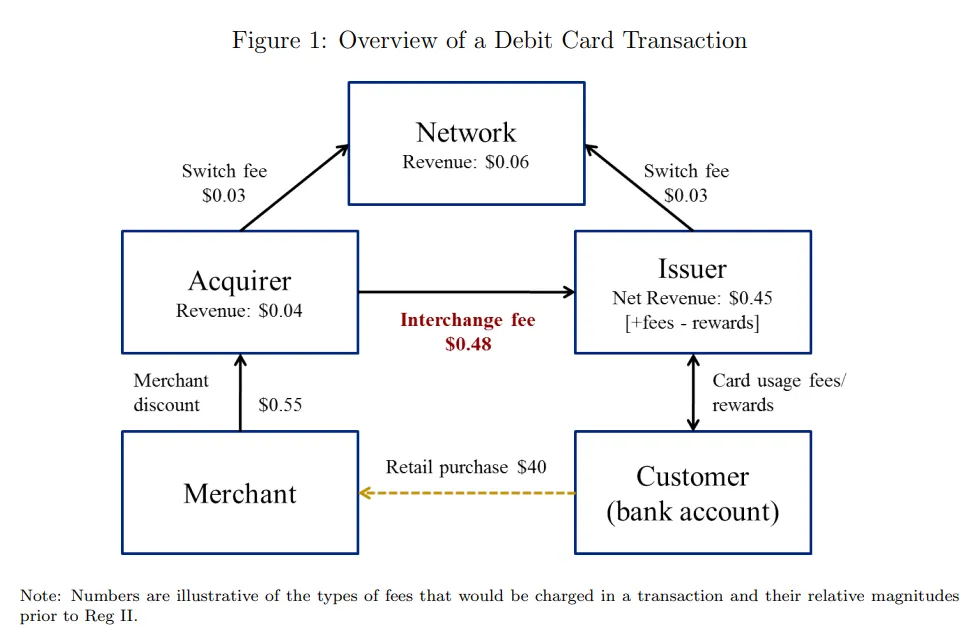 Figure 1: Overview of a Debit Card Transaction
Network
Revenue: $0.06
Switch fee
$0.03
Switch fee
$0.03
Acquirer
Revenue: $0.04
Issuer
Net Revenue: $0.45
[+fees - rewards]
Interchange fee
$0.48
Merchant
discount
$0.55
Card usage fees/
rewards
Merchant
Retail purchase $40
Customer
(bank account)
Note: Numbers are illustrative of the types of fees that would be charged in a transaction and their relative magnitudes
prior to Reg II.